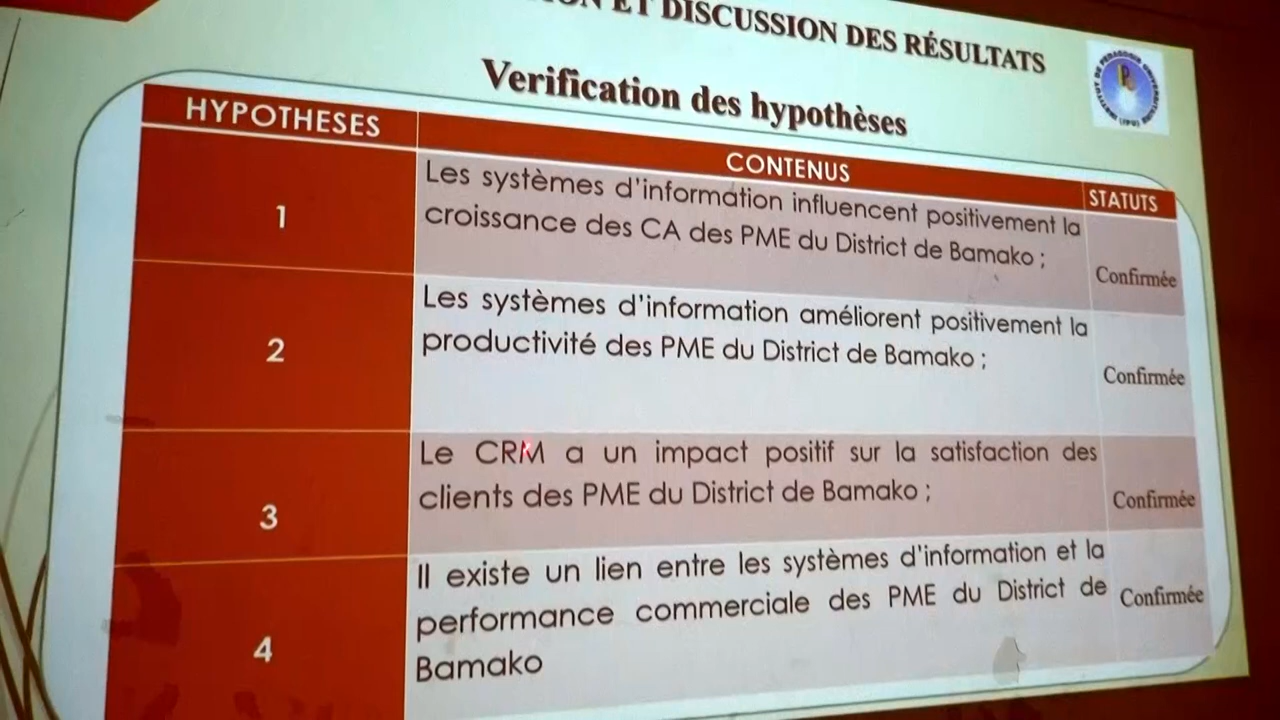 ET DISCUSSION DES RÉSULTATS
Verification des hypothèses
HYPOTHESES
CONTENUS
STATUTS
1
Les systèmes d'information influencent positivement la
croissance des CA des PME du District de Bamako ;
Confirmée
2
Les systèmes d'information améliorent positivement la
productivité des PME du District de Bamako ;
Confirmée
3
Le CRM a un impact positif sur la satisfaction des
clients des PME du District de Bamako ;
Confirmée
4
Il existe un lien entre les systèmes d'information et la
performance commerciale des PME du District de
Bamako
Confirmée